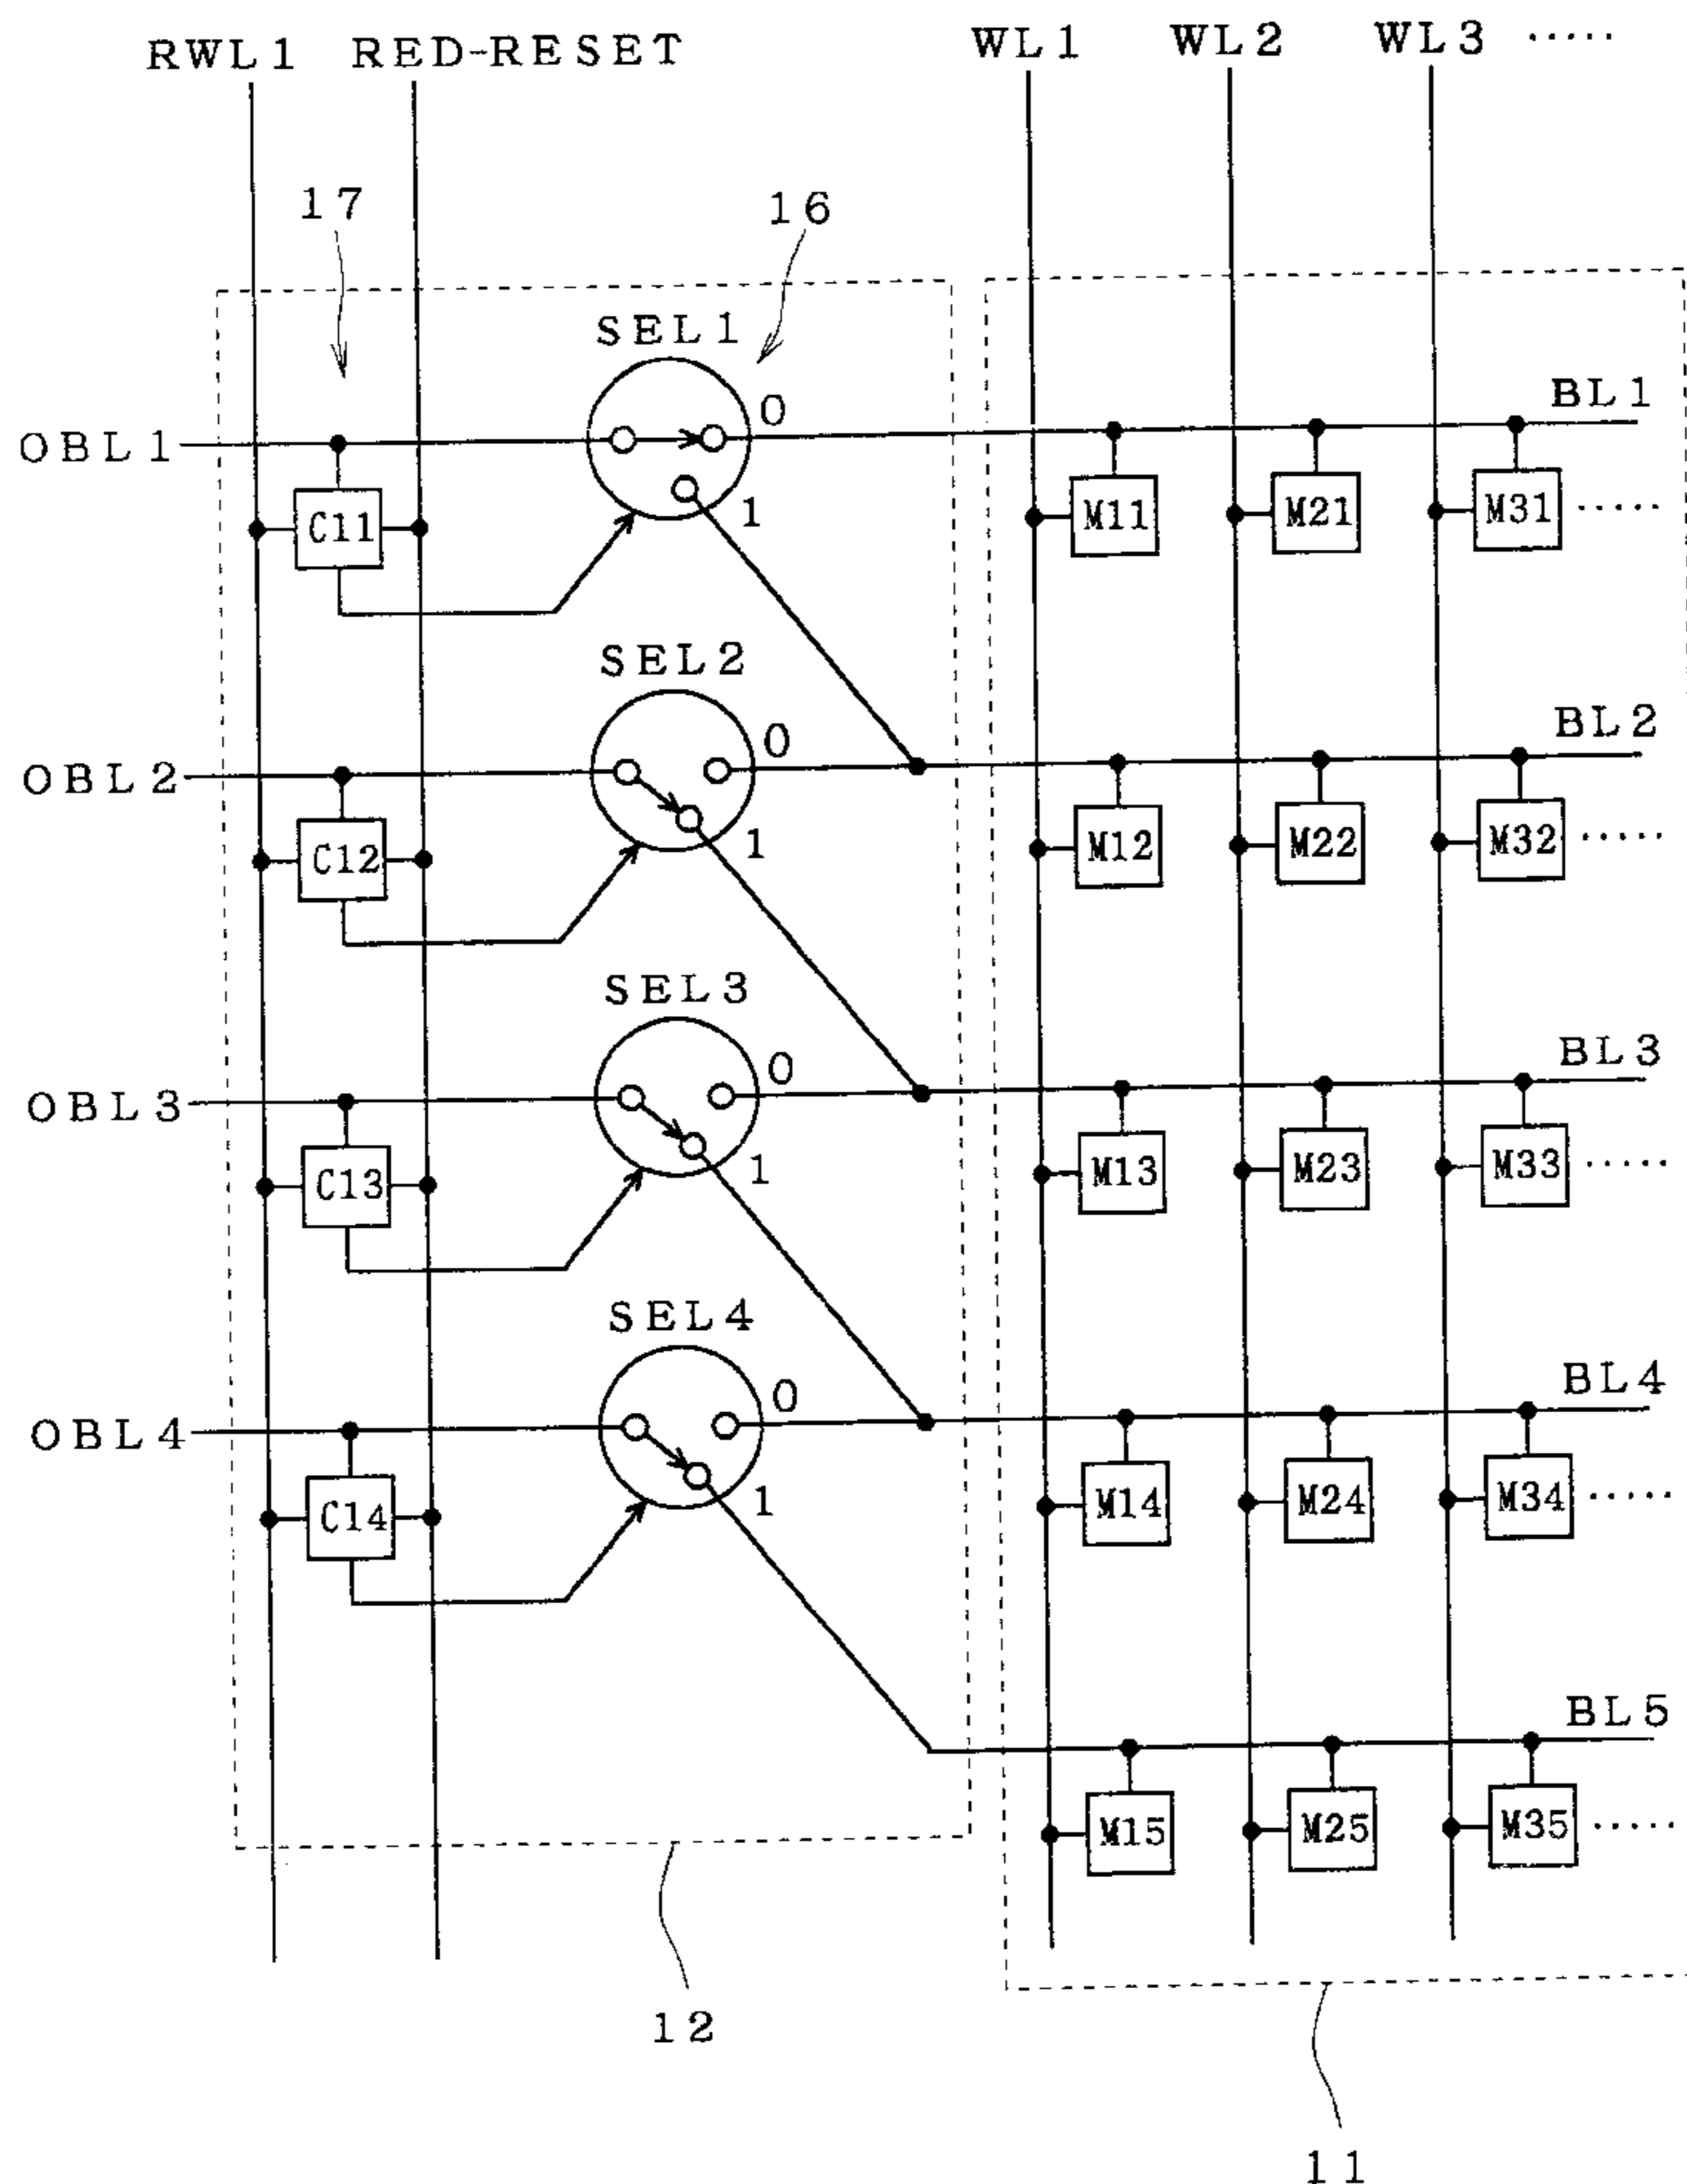 RWL1 RED-RESET WL1 WL2 WL3 ·····
17 16
SEL1
OBL1 0 BL1
1
C11 M11 M21 M31 ·····
SEL2
OBL2 0 BL2
1
C12 M12 M22 M32 ·····
SEL3
OBL3 0 BL3
1
C13 M13 M23 M33 ·····
SEL4
OBL4 0 BL4
1
C14 M14 M24 M34 ·····
BL5
M15 M25 M35 ·····
12
11